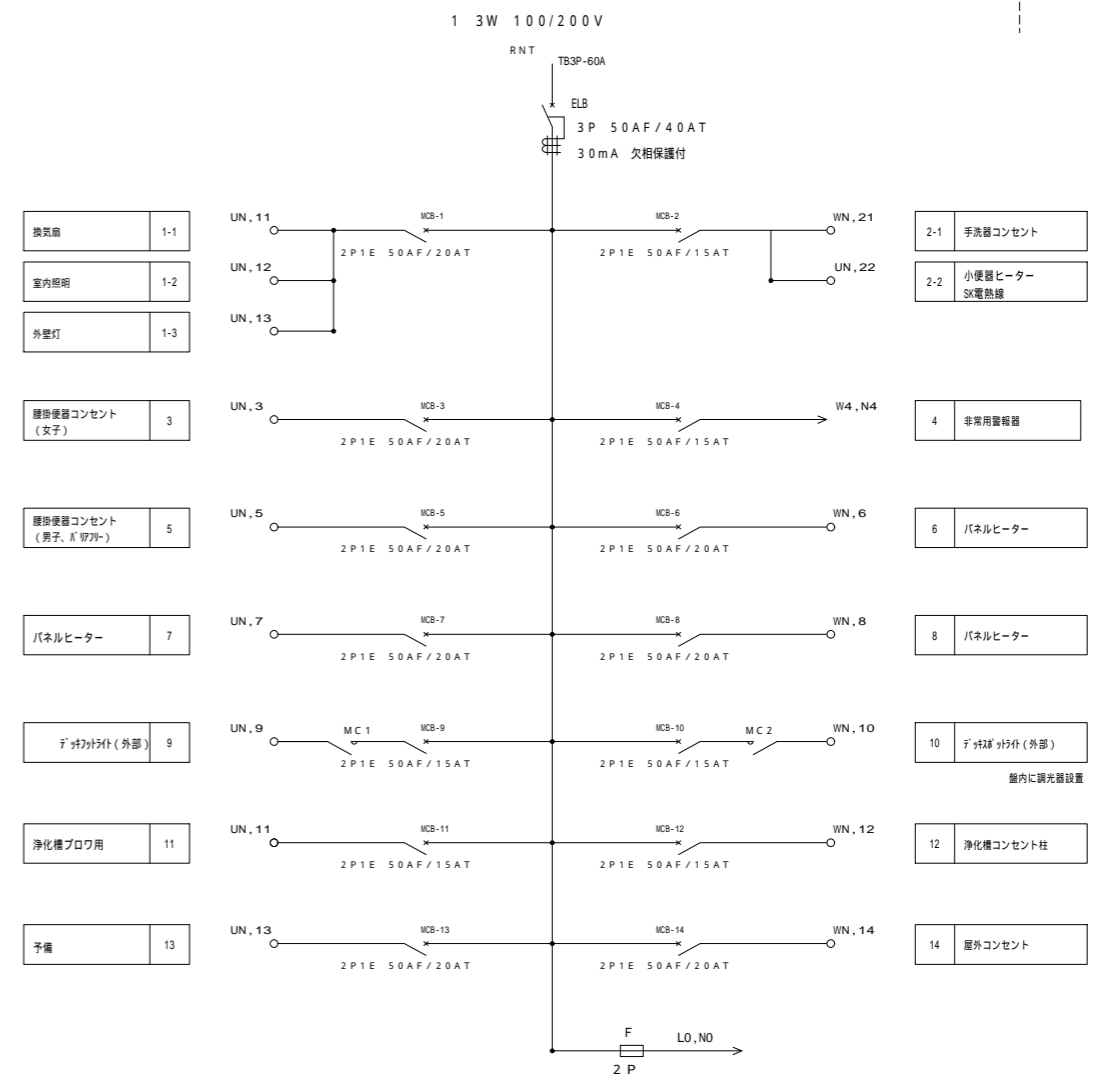 1 3W 100/200V
RNT
TB3P-60A
ELB
3P 50AF/40AT
30mA 欠相保護付
換気扇 1-1
UN,11
MCB-1
2P1E 50AF/20AT
MCB-2
2P1E 50AF/15AT
WN,21
2-1 手洗器コンセント
室内照明 1-2
UN,12
UN,22
2-2 小便器ヒーター
SK電熱線
外壁灯 1-3
UN,13
腰掛便器コンセント
(女子)
3
UN,3
MCB-3
2P1E 50AF/20AT
MCB-4
2P1E 50AF/15AT
W4,N4
4 非常用警報器
腰掛便器コンセント
(男子、バリアフリー)
5
UN,5
MCB-5
2P1E 50AF/20AT
MCB-6
2P1E 50AF/20AT
WN,6
6 パネルヒーター
パネルヒーター 7
UN,7
MCB-7
2P1E 50AF/20AT
MCB-8
2P1E 50AF/20AT
WN,8
8 パネルヒーター
デッキフットライト(外部) 9
UN,9
MC1
MCB-9
2P1E 50AF/15AT
MCB-10
2P1E 50AF/15AT
MC2
WN,10
10 デッキスポットライト(外部)
盤内に調光器設置
浄化槽ブロワ用 11
UN,11
MCB-11
2P1E 50AF/15AT
MCB-12
2P1E 50AF/15AT
WN,12
12 浄化槽コンセント柱
予備 13
UN,13
MCB-13
2P1E 50AF/20AT
MCB-14
2P1E 50AF/20AT
WN,14
14 屋外コンセント
F
2P
L0,N0